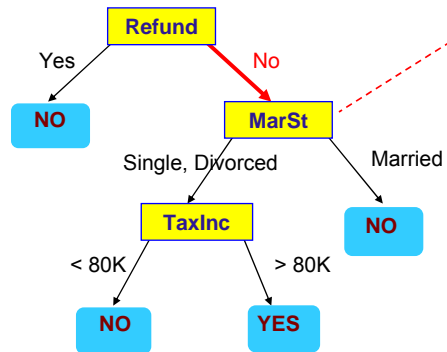 Refund
Yes
No
NO
MarSt
Single, Divorced
Married
TaxInc
NO
< 80K
> 80K
NO
YES